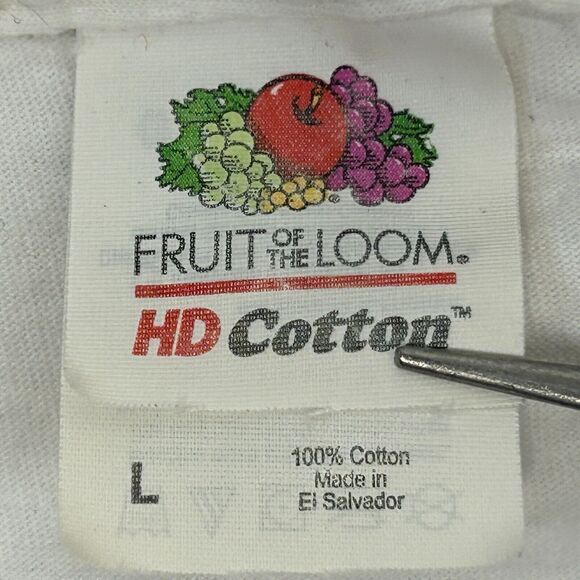 FRUIT OF THE LOOM®
HD Cotton™
L
100% Cotton
Made in
El Salvador